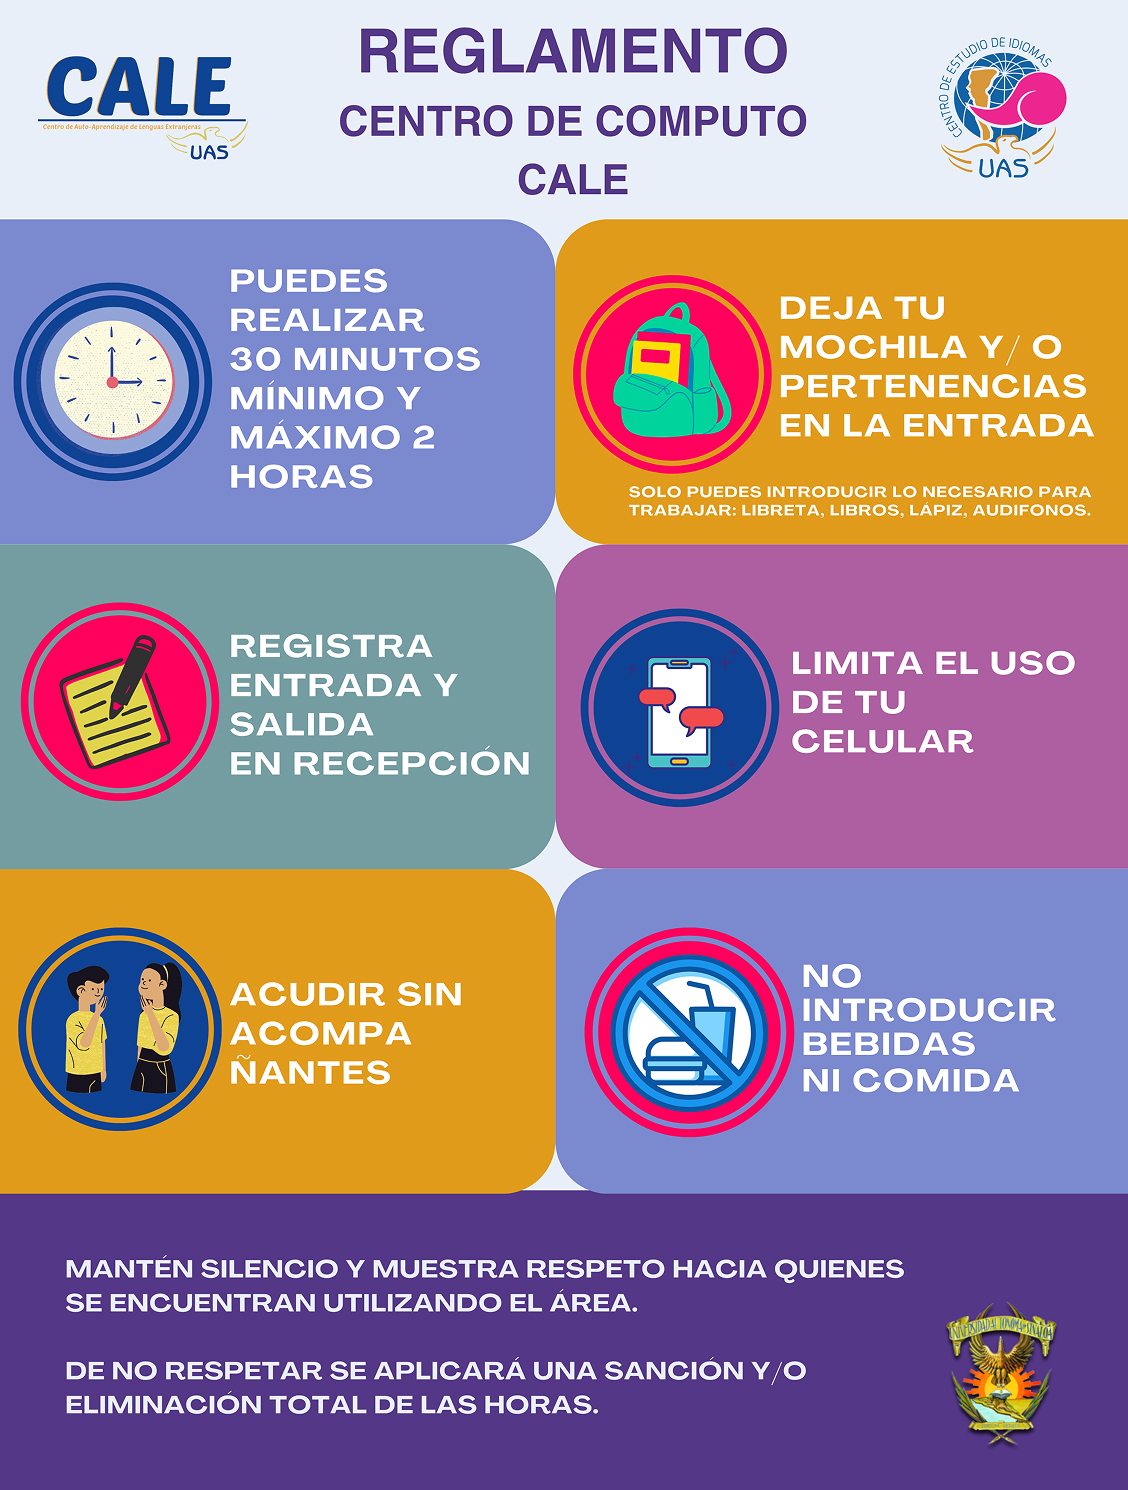 CALE
Centro de Auto-Aprendizaje de Lenguas Extranjeras
UAS
REGLAMENTO
CENTRO DE COMPUTO
CALE
CENTRO DE ESTUDIO DE IDIOMAS
UAS
PUEDES
REALIZAR
30 MINUTOS
MÍNIMO Y
MÁXIMO 2
HORAS
DEJA TU
MOCHILA Y/ O
PERTENENCIAS
EN LA ENTRADA
SOLO PUEDES INTRODUCIR LO NECESARIO PARA
TRABAJAR: LIBRETA, LIBROS, LÁPIZ, AUDIFONOS.
REGISTRA
ENTRADA Y
SALIDA
EN RECEPCIÓN
LIMITA EL USO
DE TU
CELULAR
ACUDIR SIN
ACOMPA
ÑANTES
NO
INTRODUCIR
BEBIDAS
NI COMIDA
MANTÉN SILENCIO Y MUESTRA RESPETO HACIA QUIENES
SE ENCUENTRAN UTILIZANDO EL ÁREA.
DE NO RESPETAR SE APLICARÁ UNA SANCIÓN Y/O
ELIMINACIÓN TOTAL DE LAS HORAS.